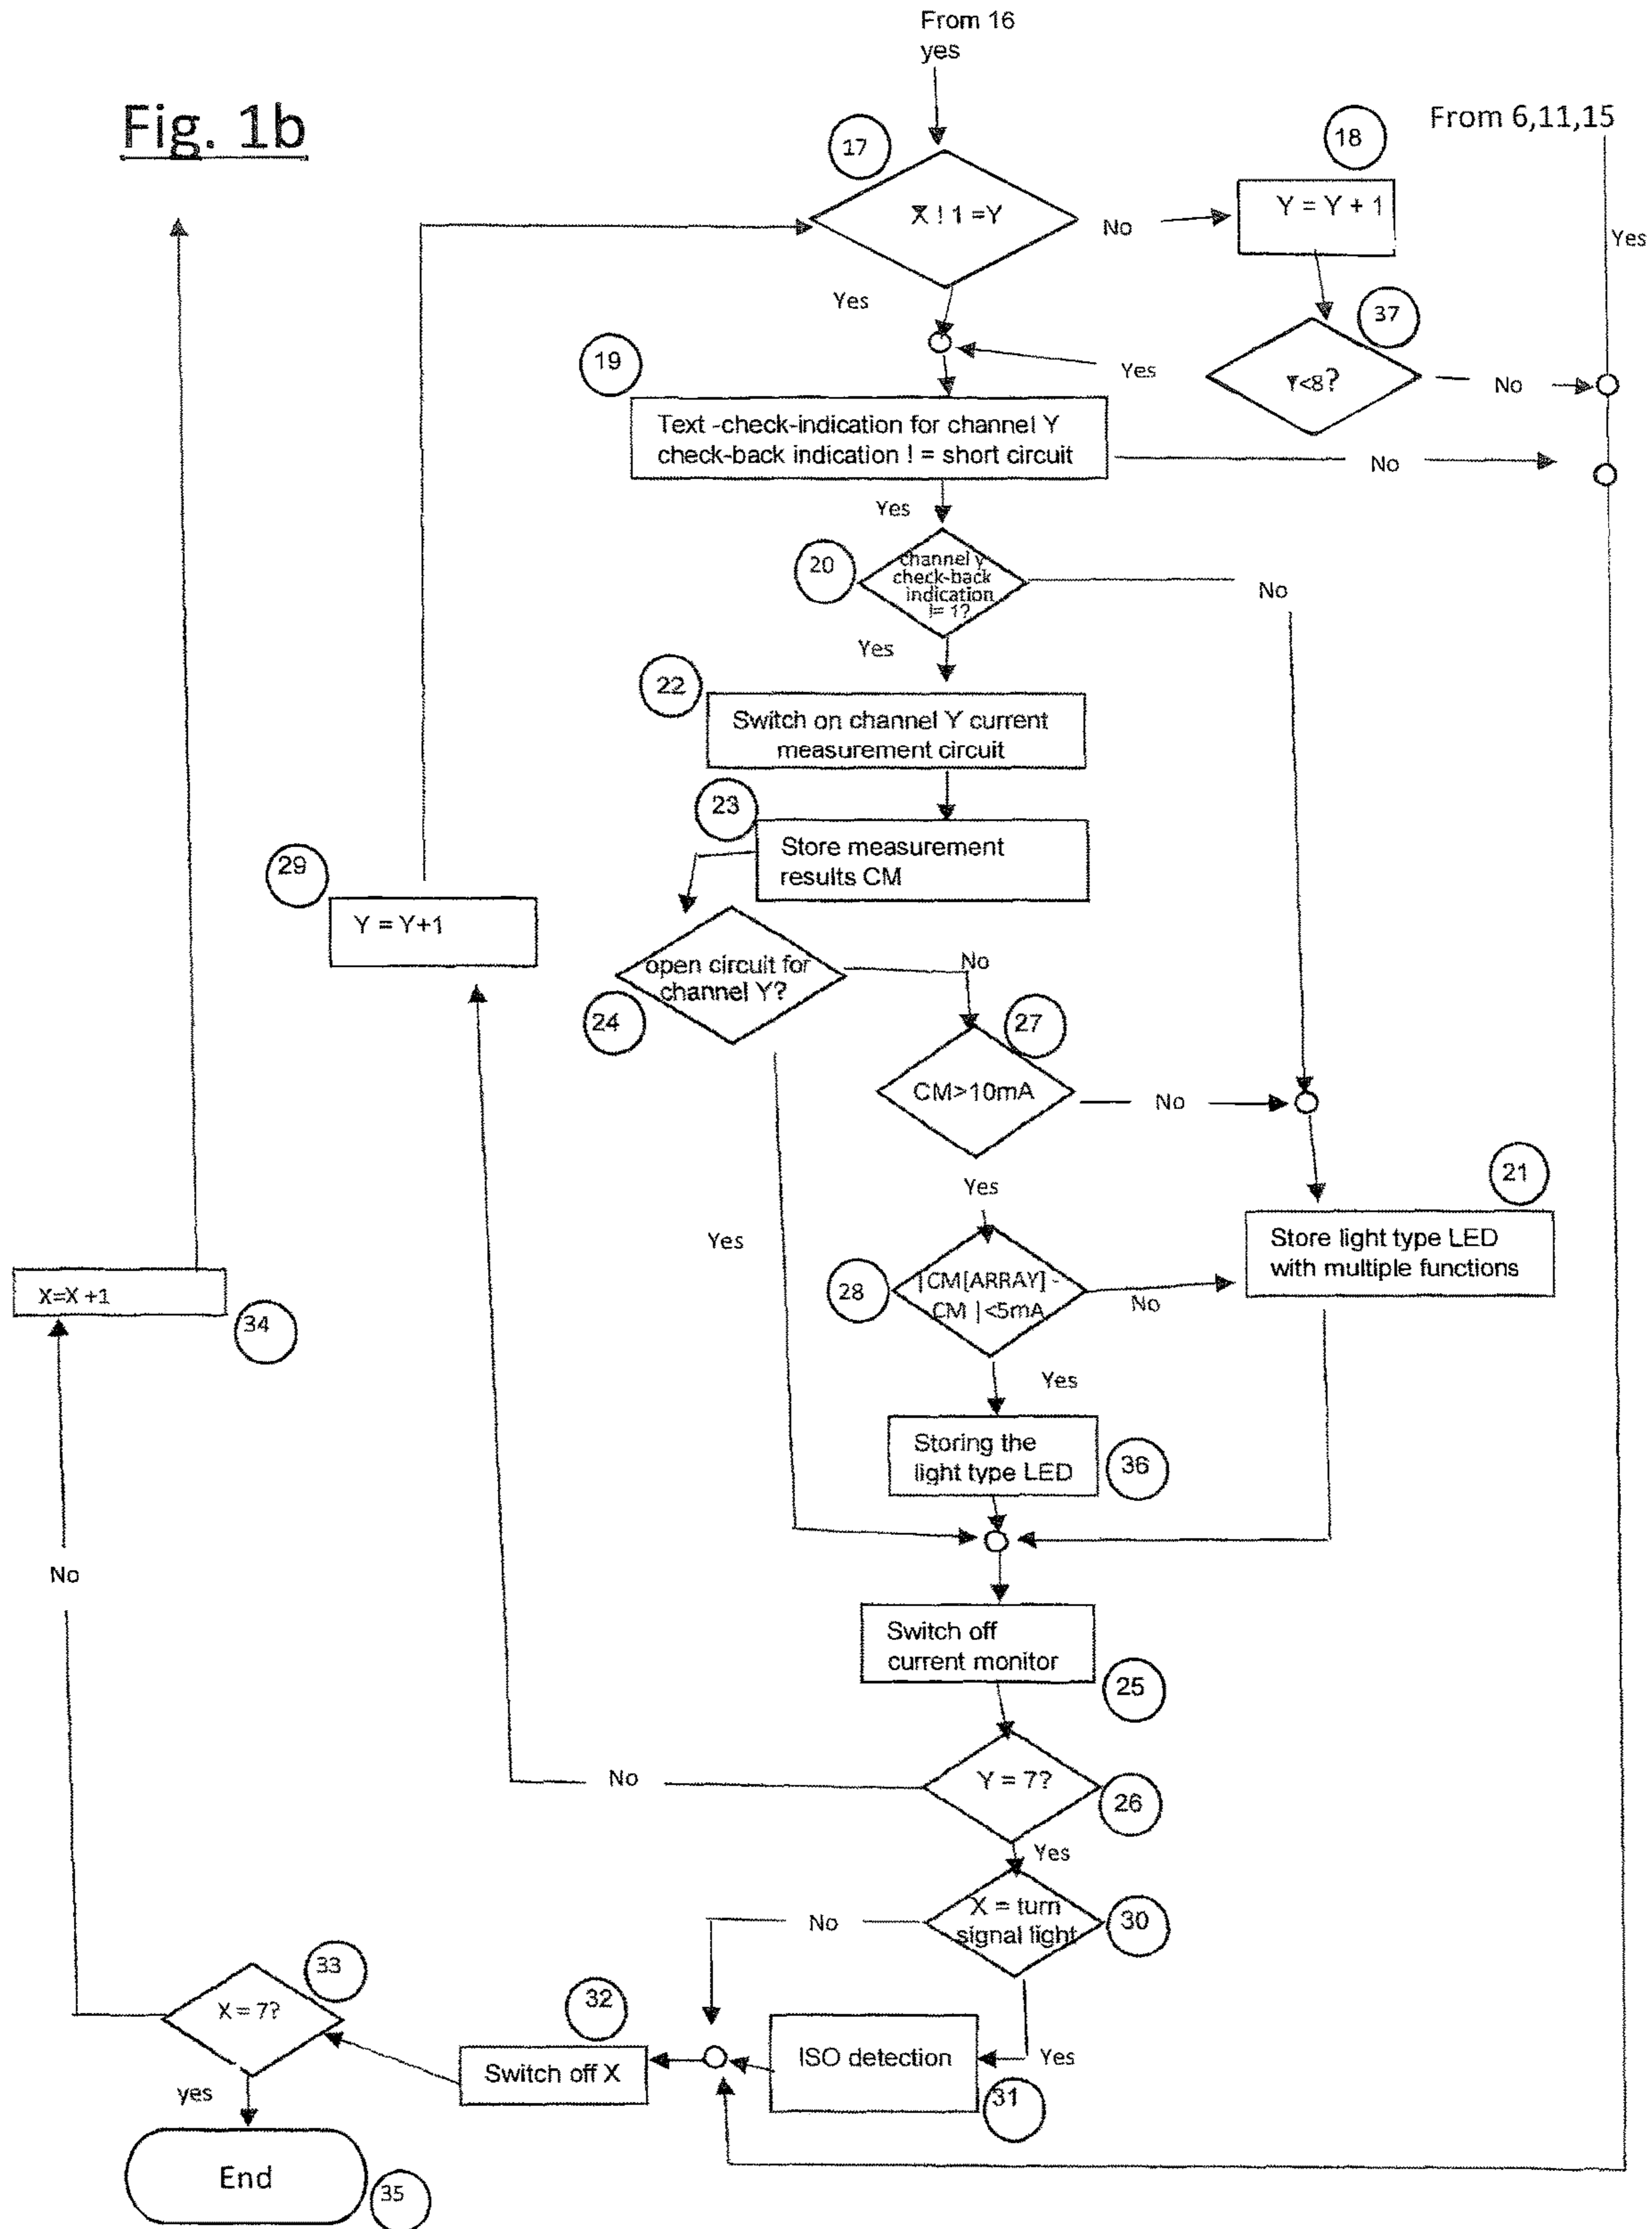 From 16
yes
Fig. 1b
From 6,11,15
17
18
X ! 1 =Y
No
Y = Y + 1
Yes
Yes
37
19
Yes
Y<8?
No
Text -check-indication for channel Y
check-back indication ! = short circuit
No
Yes
20
channel y
check-back
indication
!= 1?
No
Yes
22
Switch on channel Y current
measurement circuit
23
Store measurement
results CM
29
Y = Y+1
open circuit for
channel Y?
No
24
27
CM>10mA
No
Yes
21
Yes
Store light type LED
with multiple functions
28
|CM[ARRAY] -
CM | <5mA
No
X=X +1
34
Yes
Storing the
light type LED
36
No
Switch off
current monitor
25
No
Y = 7?
26
Yes
X = turn
signal light
30
No
33
X = 7?
32
ISO detection
Yes
Switch off X
31
yes
End
35